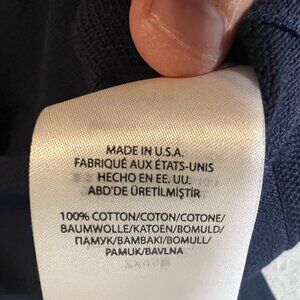 MADE IN U.S.A.
FABRIQUÉ AUX ÉTATS-UNIS
HECHO EN EE. UU.
ABD'DE ÜRETİLMİŞTİR
100% COTTON/COTON/COTONE/
BAUMWOLLE/KATOEN/BOMULD/
ПАМУК/BAMBAKI/BOMULL/
PAMUK/BAVLNA